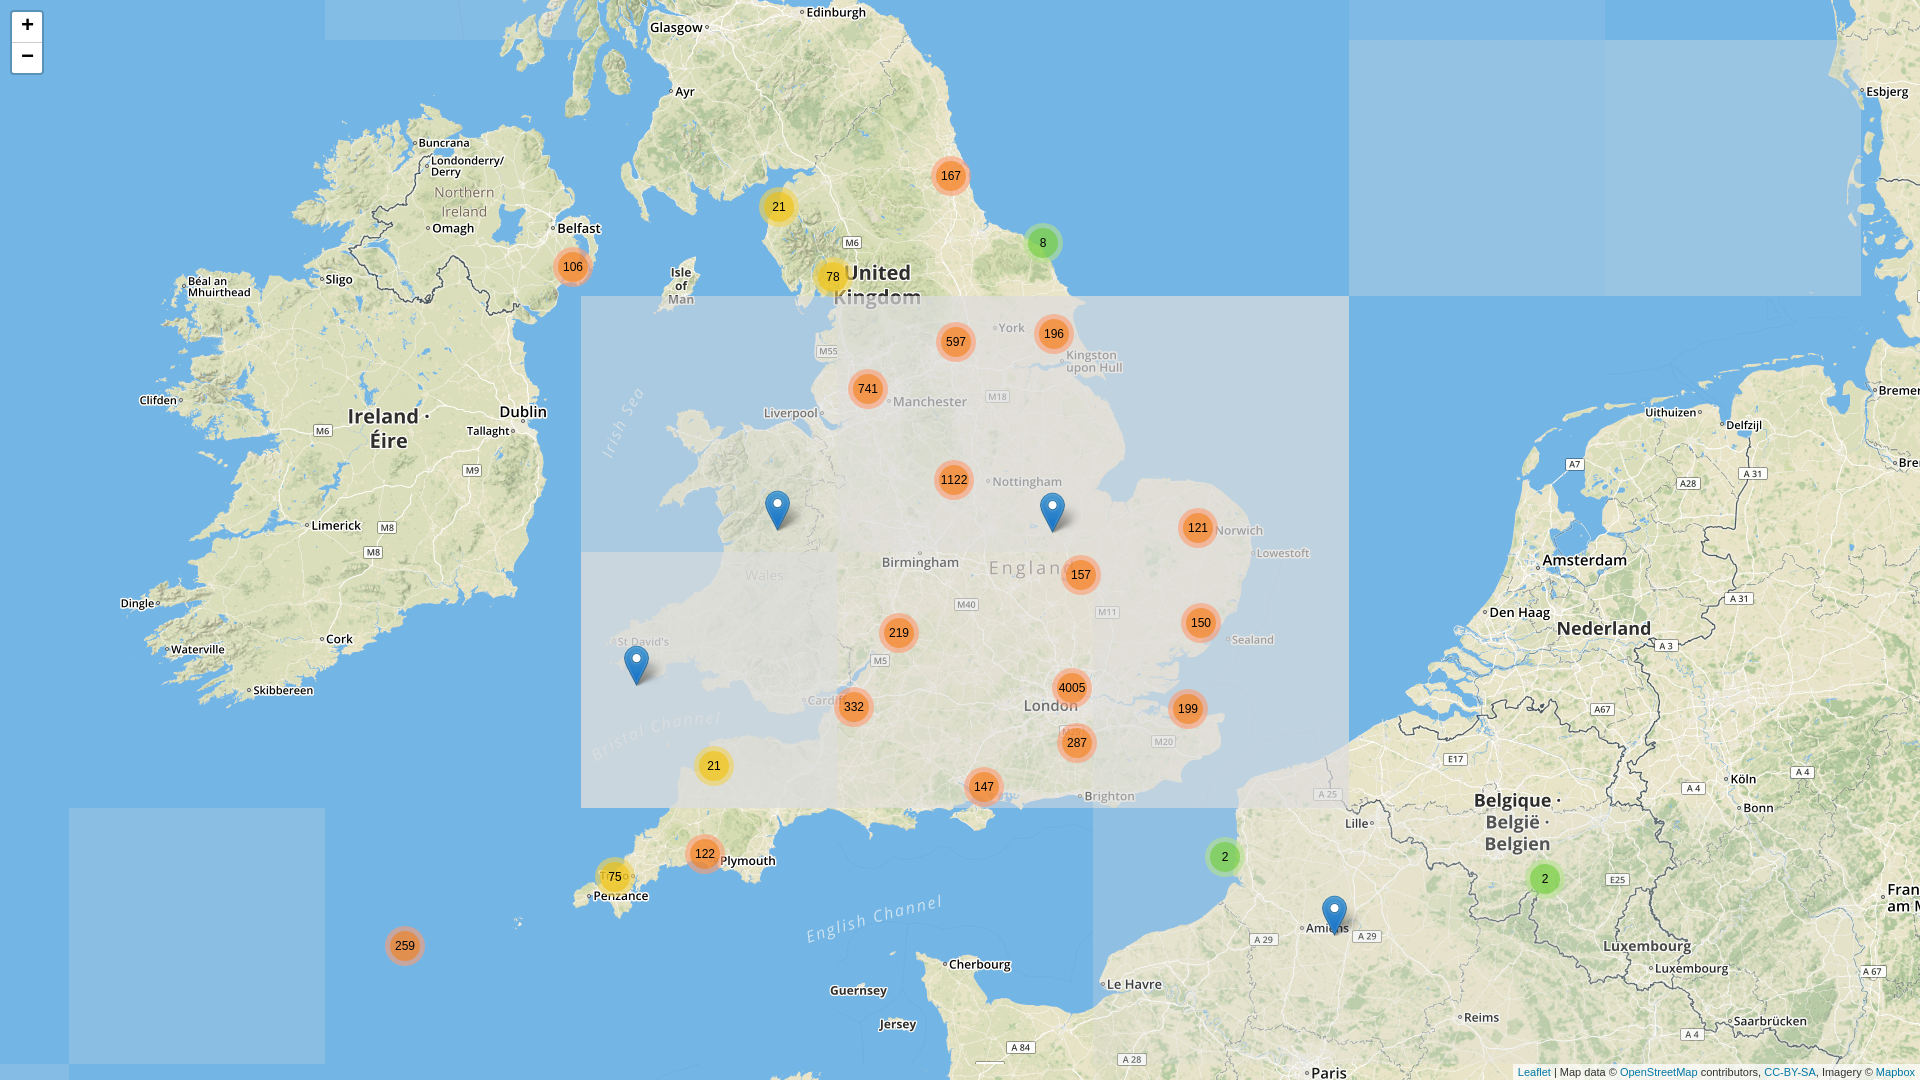 +
−
Edinburgh
Glasgow
Ayr
Esbjerg
Buncrana
Londonderry/
Derry
Northern
Ireland
Omagh
Belfast
167
21
8
M6
106
78
United
Kingdom
Isle
of
Man
Sligo
Béal an
Mhuirthead
York
196
597
M55
Kingston
upon Hull
741
Manchester
M18
Liverpool
Irish Sea
Clifden
Dublin
Tallaght
Ireland ·
Éire
M6
M9
Uithuizen
Delfzijl
A7
A 31
A28
1122
Nottingham
Limerick
M8
M8
121
Norwich
Lowestoft
Birmingham
157
Wales
M40
M11
Amsterdam
Den Haag
A 31
Nederland
A 3
Dingle
Waterville
Cork
Skibbereen
219
150
Sealand
St David's
M5
4005
London
332
199
287
M20
Bristol Channel
21
147
Brighton
A 25
E17
A67
Köln
A 4
A 4
Bonn
Belgique ·
België ·
Belgien
Lille
122
Plymouth
75
Penzance
2
2
E25
259
English Channel
A 29
A 29
Luxembourg
Luxembourg
A 67
Cherbourg
Le Havre
Guernsey
Jersey
Reims
Saarbrücken
A 4
A 84
A 28
Paris
Leaflet | Map data © OpenStreetMap contributors, CC-BY-SA, Imagery © Mapbox